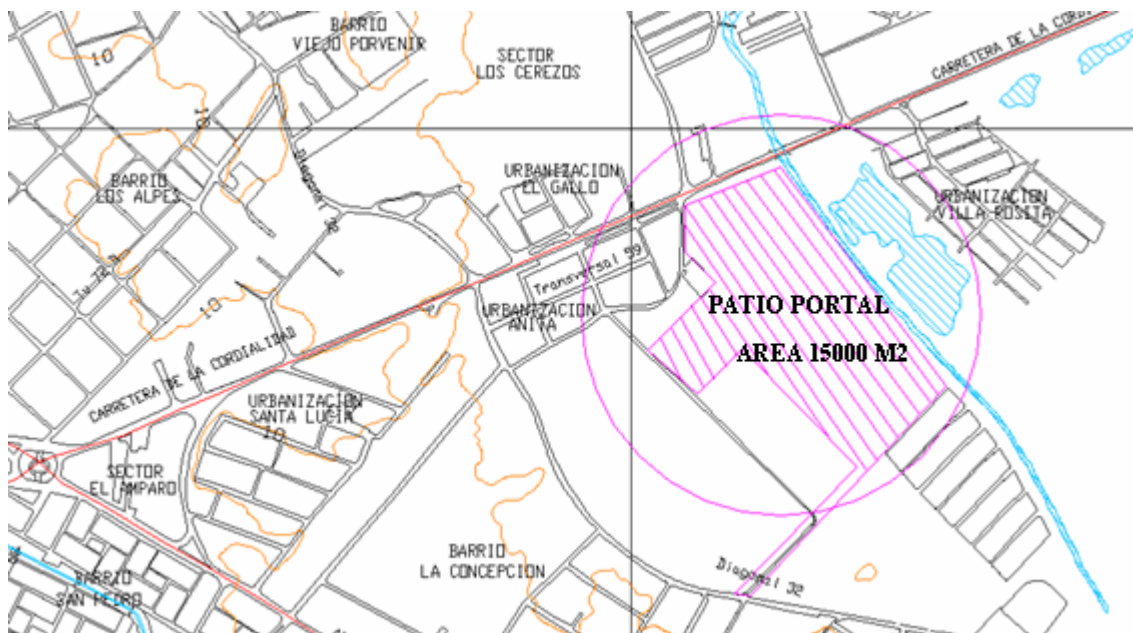 BARRIO
VIEJO PORVENIR
SECTOR
LOS CEREZOS
CARRETERA DE LA CORDIALIDAD
10
10
BARRIO
LOS ALPES
Diagonal 32
URBANIZACION
EL GALLO
URBANIZACION
VILLA ROSITA
Transversal 59
URBANIZACION
ANITA
10
PATIO PORTAL
AREA 15000 M2
CARRETERA DE LA CORDIALIDAD
URBANIZACION
SANTA LUCIA
10
SECTOR
EL AMPARO
BARRIO
LA CONCEPCION
Diagonal 32
BARRIO
SAN PEDRO